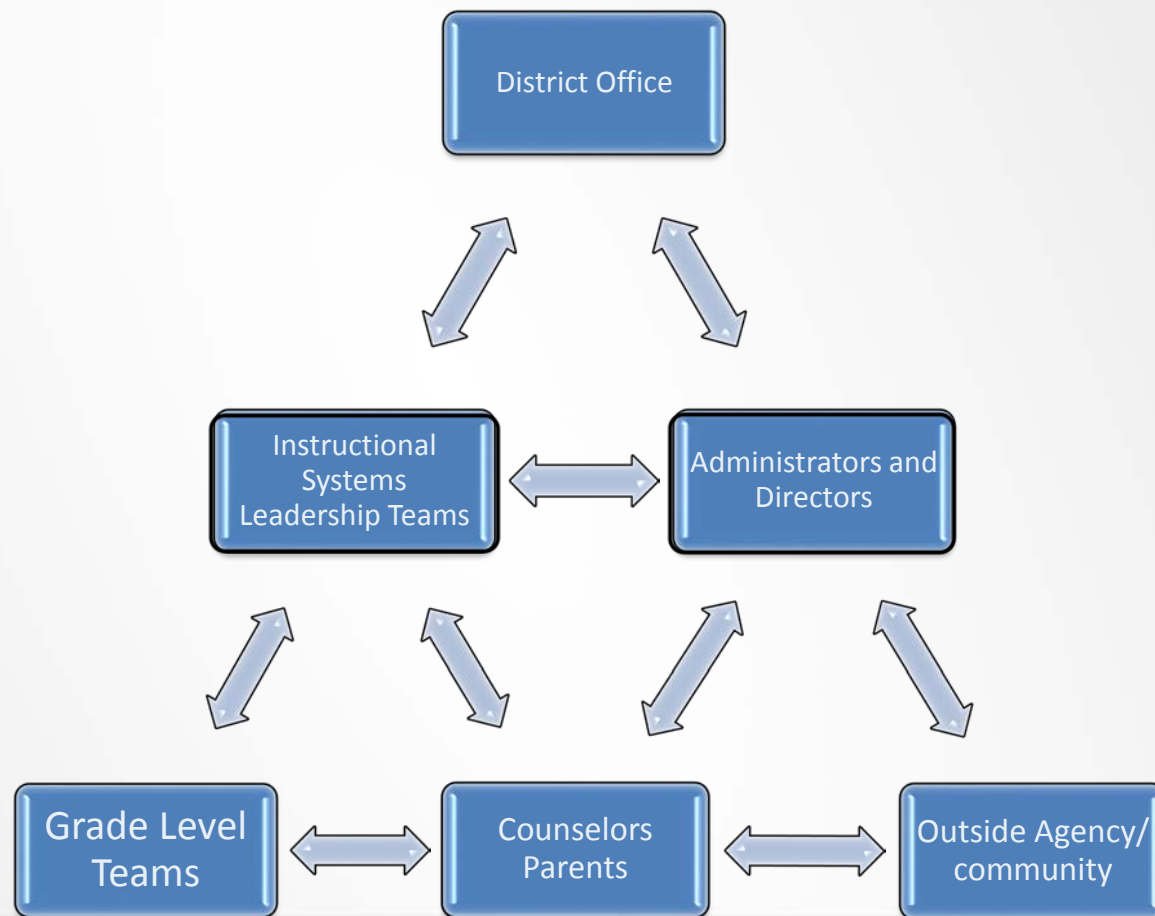 District Office
Instructional
Systems
Leadership Teams
Administrators and
Directors
Grade Level
Teams
Counselors
Parents
Outside Agency/
community